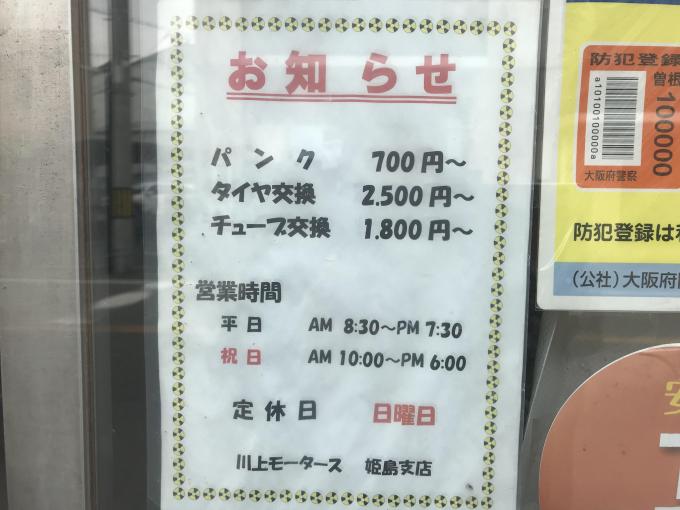 お知らせ
パンク 700円〜
タイヤ交換 2.500円〜
チューブ交換 1.800円〜
営業時間
平日 AM 8:30〜PM 7:30
祝日 AM 10:00〜PM 6:00
定休日 日曜日
川上モータース 姫島支店
防犯登録
曽根
a101001000000a
100000
大阪府警察
防犯登録は
(公社)大阪府